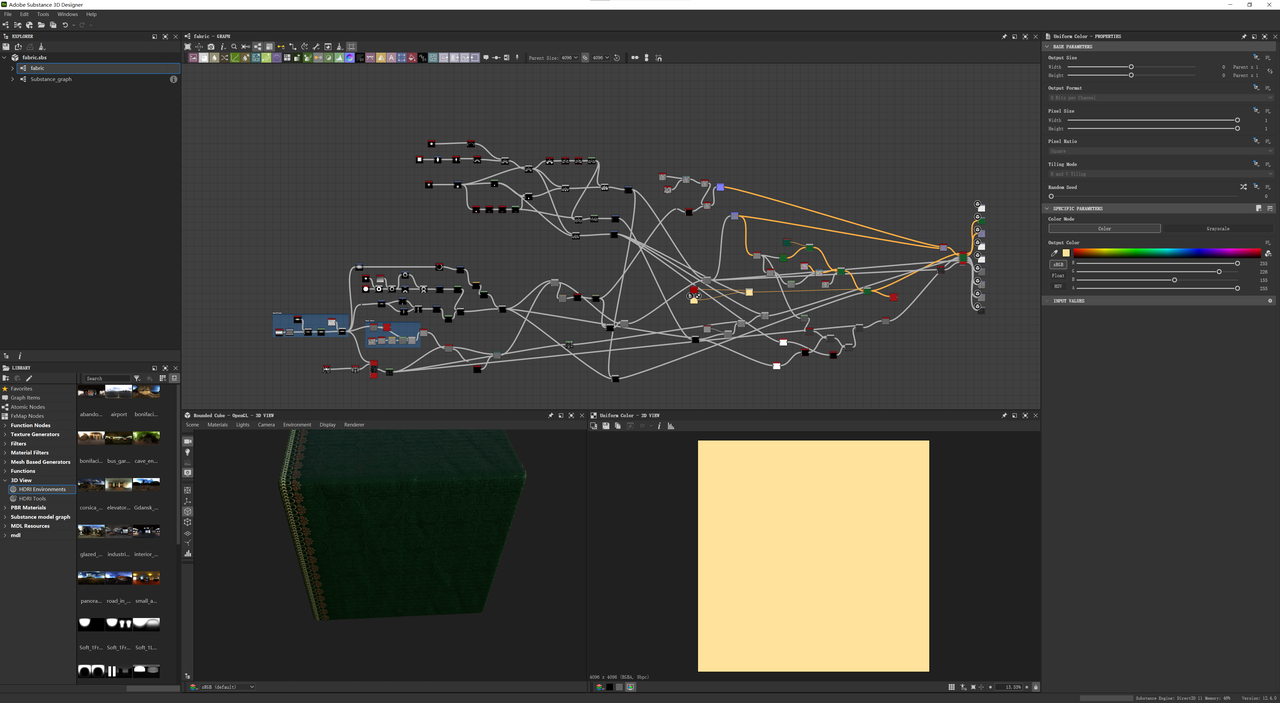 Adobe Substance 3D Designer
File Edit Tools Windows Help
EXPLORER
fabric.sbs
fabric
Substance_graph
fabric - GRAPH
Parent Size: 4096
4096
LIBRARY
Search
Favorites
Graph Items
Atomic Nodes
FxMap Nodes
Function Nodes
Texture Generators
Filters
Material Filters
Mesh Based Generators
Functions
3D View
HDRI Environments
HDRI Tools
PBR Materials
Substance model graph
MDL Resources
mdl
abando... airport bonifaci...
bonifaci... bus_gar... cave_en...
corsica_... elevator... Gdansk_...
glazed_... industri... interior_...
panora... road_in_... small_a...
Soft_1Fr... Soft_1Fr... Soft_1L...
Rounded Cube - OpenGL - 3D VIEW
Scene Materials Lights Camera Environment Display Renderer
sRGB (default)
Uniform Color - 2D VIEW
4096 x 4096 (RGBA, 8bpc)
13.55%
Uniform Color - PROPERTIES
BASE PARAMETERS
Output Size
Width 0 Parent x 1
Height 0 Parent x 1
Output Format
8 Bits per Channel
Pixel Size
Width 1
Height 1
Pixel Ratio
Square
Tiling Mode
H and V Tiling
Random Seed
0
SPECIFIC PARAMETERS
Color Mode
Color Grayscale
Output Color
sRGB
Float
HSV
R 255
G 226
B 155
A 255
INPUT VALUES
Substance Engine: Direct3D 11 Memory: 46% Version: 12.4.0